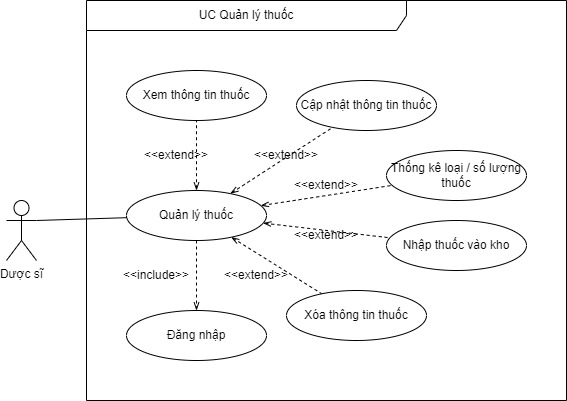 UC Quản lý thuốc
Xem thông tin thuốc
Cập nhật thông tin thuốc
<<extend>>
<<extend>>
Thống kê loại / số lượng
thuốc
<<extend>>
Quản lý thuốc
<<extend>>
Nhập thuốc vào kho
Dược sĩ
<<include>>
<<extend>>
Xóa thông tin thuốc
Đăng nhập